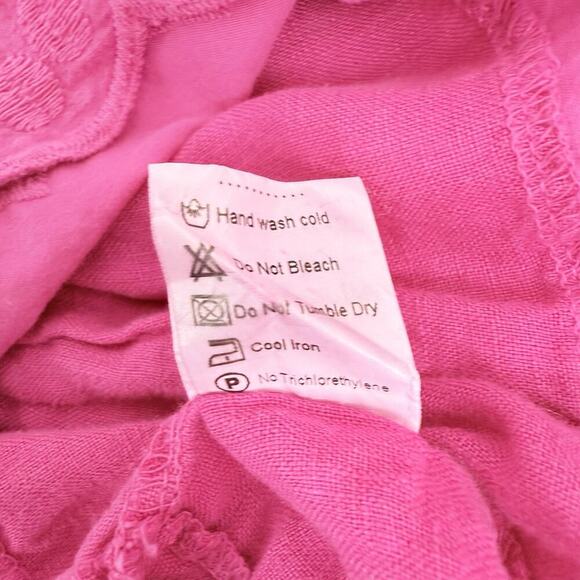 Hand wash cold
Do Not Bleach
Do Not Tumble Dry
Cool Iron
P No Trichlorethylene